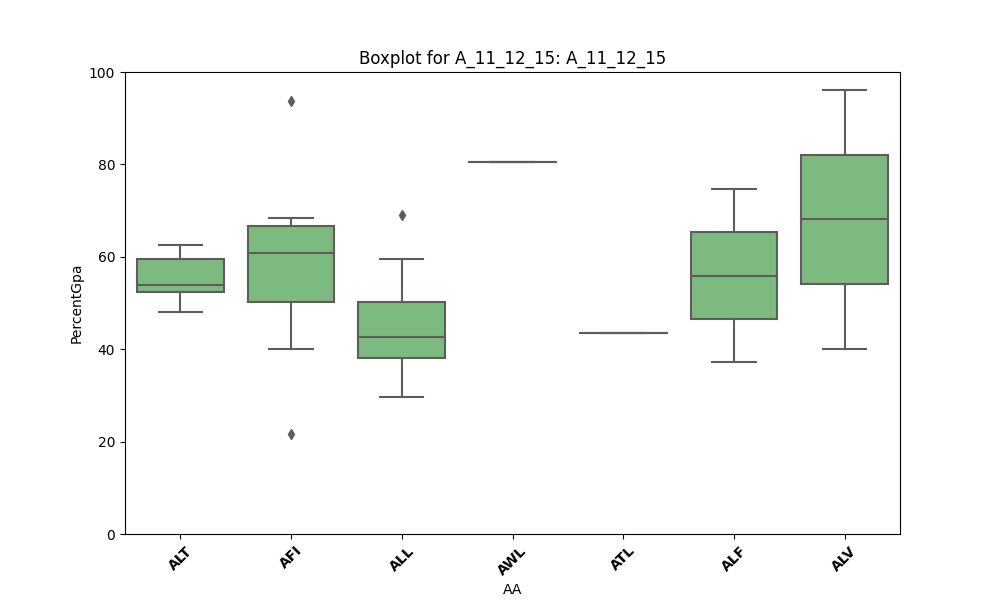 Boxplot for A_11_12_15: A_11_12_15
100
80
60
40
20
0
PercentGpa
ALT
AFI
ALL
AWL
ATL
ALF
ALV
AA